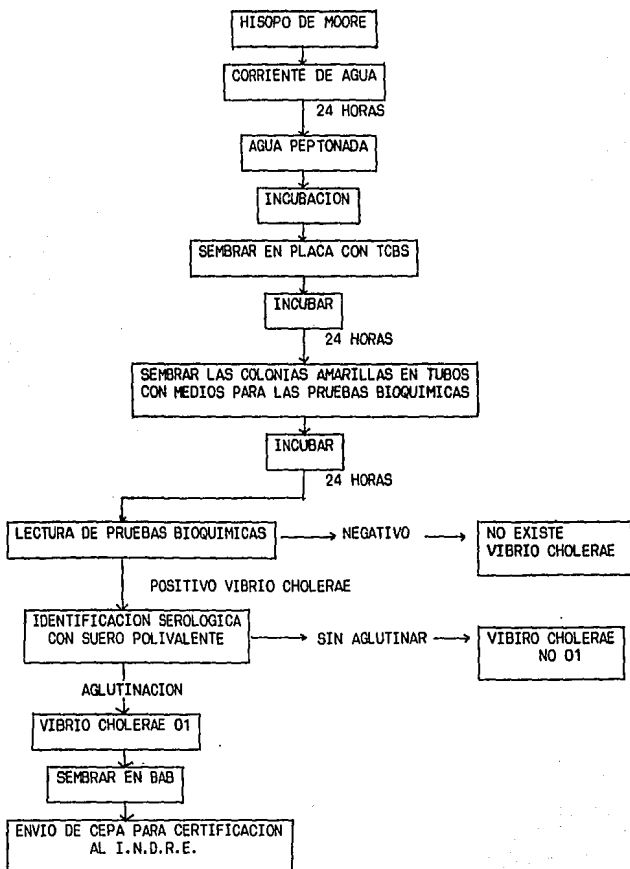 HISOPO DE MOORE
CORRIENTE DE AGUA
24 HORAS
AGUA PEPTONADA
INCUBACION
SEMBRAR EN PLACA CON TCBS
INCUBAR
24 HORAS
SEMBRAR LAS COLONIAS AMARILLAS EN TUBOS
CON MEDIOS PARA LAS PRUEBAS BIOQUIMICAS
INCUBAR
24 HORAS
LECTURA DE PRUEBAS BIOQUIMICAS
NEGATIVO
NO EXISTE
VIBRIO CHOLERAE
POSITIVO VIBRIO CHOLERAE
IDENTIFICACION SEROLOGICA
CON SUERO POLIVALENTE
SIN AGLUTINAR
VIBIRO CHOLERAE
NO 01
AGLUTINACION
VIBRIO CHOLERAE 01
SEMBRAR EN BAB
ENVIO DE CEPA PARA CERTIFICACION
AL I.N.D.R.E.